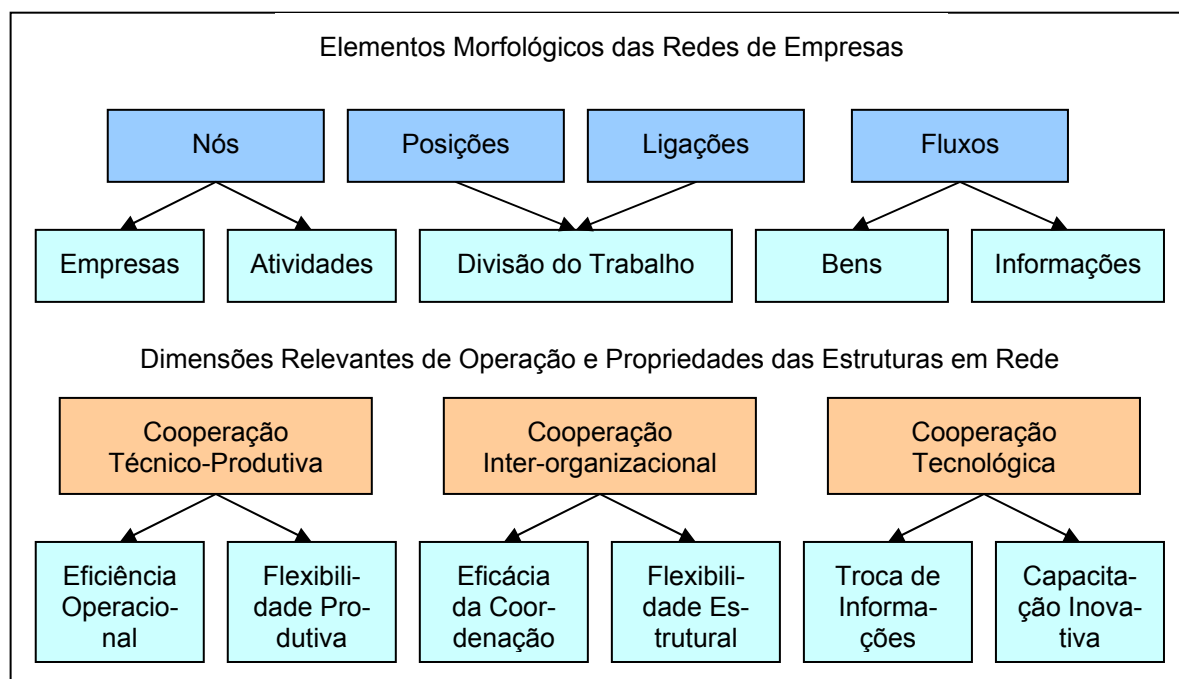 Elementos Morfológicos das Redes de Empresas
Nós
Posições
Ligações
Fluxos
Empresas
Atividades
Divisão do Trabalho
Bens
Informações
Dimensões Relevantes de Operação e Propriedades das Estruturas em Rede
Cooperação
Técnico-Produtiva
Cooperação
Inter-organizacional
Cooperação
Tecnológica
Eficiência
Operacio-
nal
Flexibili-
dade Pro-
dutiva
Eficácia
da Coor-
denação
Flexibili-
dade Es-
trutural
Troca de
Informa-
ções
Capacita-
ção Inova-
tiva